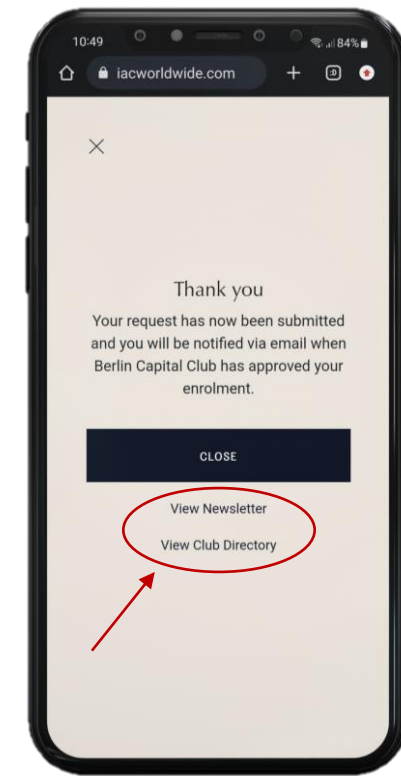 10:49 84%
iacworldwide.com :D
Thank you
Your request has now been submitted
and you will be notified via email when
Berlin Capital Club has approved your
enrolment.
CLOSE
View Newsletter
View Club Directory